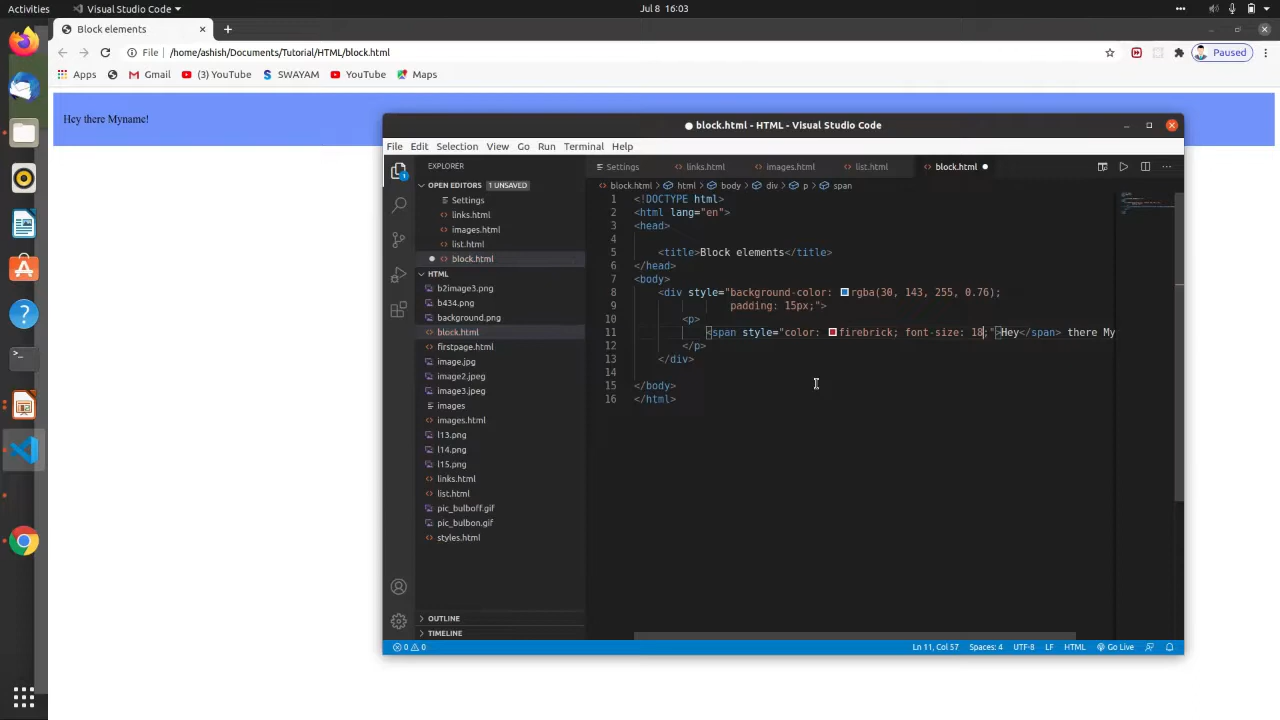 Activities
Visual Studio Code
Jul 8 16:03
Block elements
File
/home/ashish/Documents/Tutorial/HTML/block.html
Paused
Apps
Gmail
(3) YouTube
SWAYAM
YouTube
Maps
Hey there Myname!
block.html - HTML - Visual Studio Code
File Edit Selection View Go Run Terminal Help
EXPLORER
Settings
links.html
images.html
list.html
block.html
OPEN EDITORS 1 UNSAVED
Settings
links.html
images.html
list.html
block.html
HTML
b2image3.png
b434.png
background.png
block.html
firstpage.html
image.jpg
image2.jpeg
image3.jpeg
images
images.html
l13.png
l14.png
l15.png
links.html
list.html
pic_bulboff.gif
pic_bulbon.gif
styles.html
OUTLINE
TIMELINE
block.html > html > body > div > p > span
1 <!DOCTYPE html>
2 <html lang="en">
3 <head>
4
5 <title>Block elements</title>
6 </head>
7 <body>
8 <div style="background-color: rgba(30, 143, 255, 0.76);
9 padding: 15px;">
10 <p>
11 <span style="color: firebrick; font-size: 18;">Hey</span> there My
12 </p>
13 </div>
14
15 </body>
16 </html>
0 0
Ln 11, Col 57
Spaces: 4
UTF-8
LF
HTML
Go Live